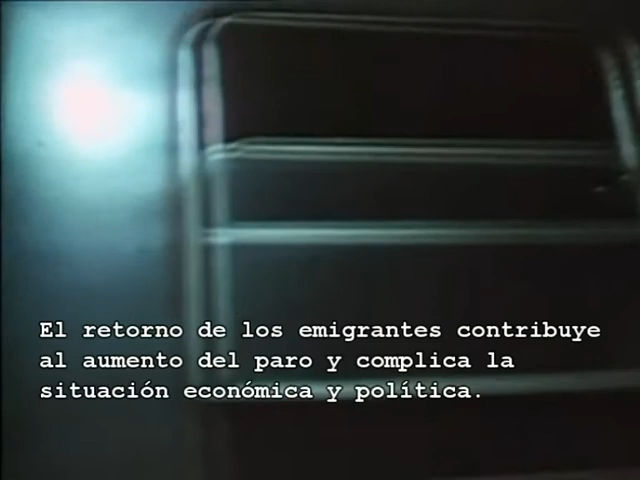 El retorno de los emigrantes contribuye
al aumento del paro y complica la
situación económica y política.